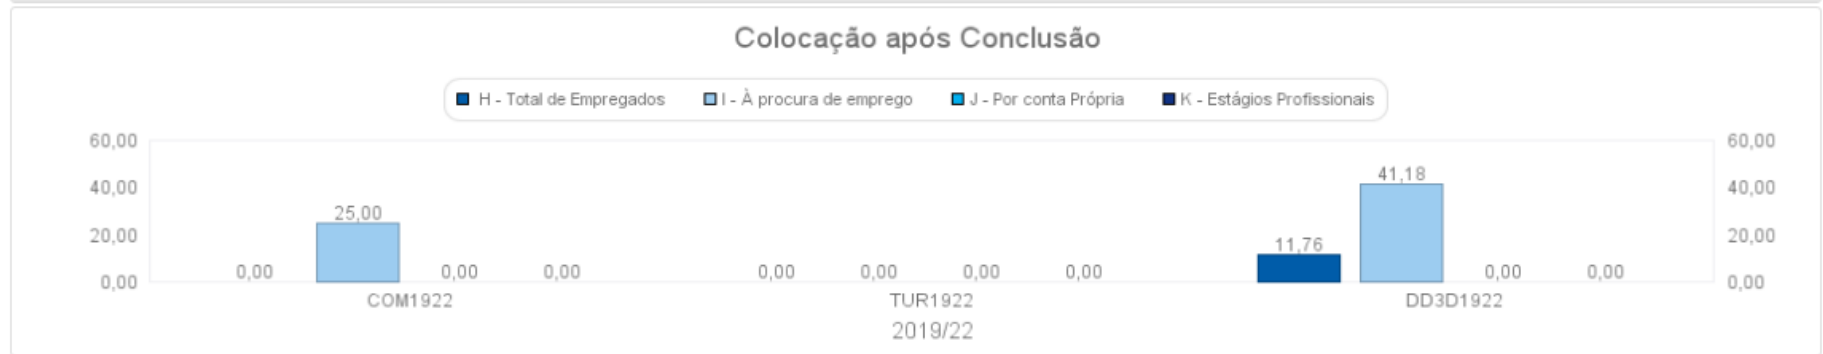 Colocação após Conclusão
H - Total de Empregados I - À procura de emprego J - Por conta Própria K - Estágios Profissionais
60,00 60,00
41,18
40,00 40,00
25,00
20,00 11,76 20,00
0,00 0,00 0,00 0,00 0,00 0,00 0,00 0,00 0,00
0,00 0,00
COM1922 TUR1922 DD3D1922
2019/22